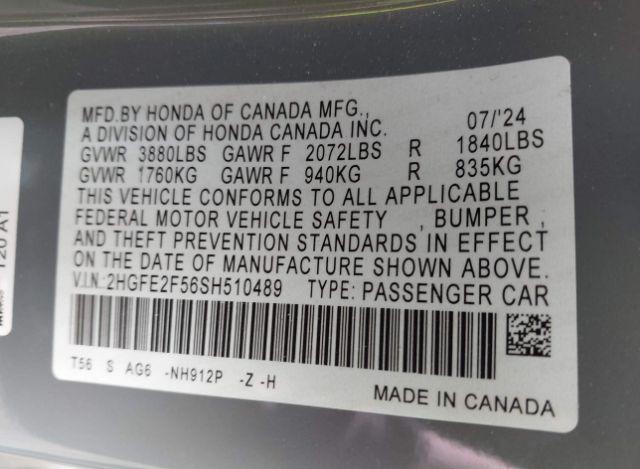 MFD.BY HONDA OF CANADA MFG., 07/'24
A DIVISION OF HONDA CANADA INC.
GVWR 3880LBS GAWR F 2072LBS R 1840LBS
GVWR 1760KG GAWR F 940KG R 835KG
THIS VEHICLE CONFORMS TO ALL APPLICABLE
FEDERAL MOTOR VEHICLE SAFETY , BUMPER ,
AND THEFT PREVENTION STANDARDS IN EFFECT
ON THE DATE OF MANUFACTURE SHOWN ABOVE.
V.I.N.:2HGFE2F56SH510489 TYPE: PASSENGER CAR
T56 S AG6 -NH912P -Z -H
MADE IN CANADA
T20 A1